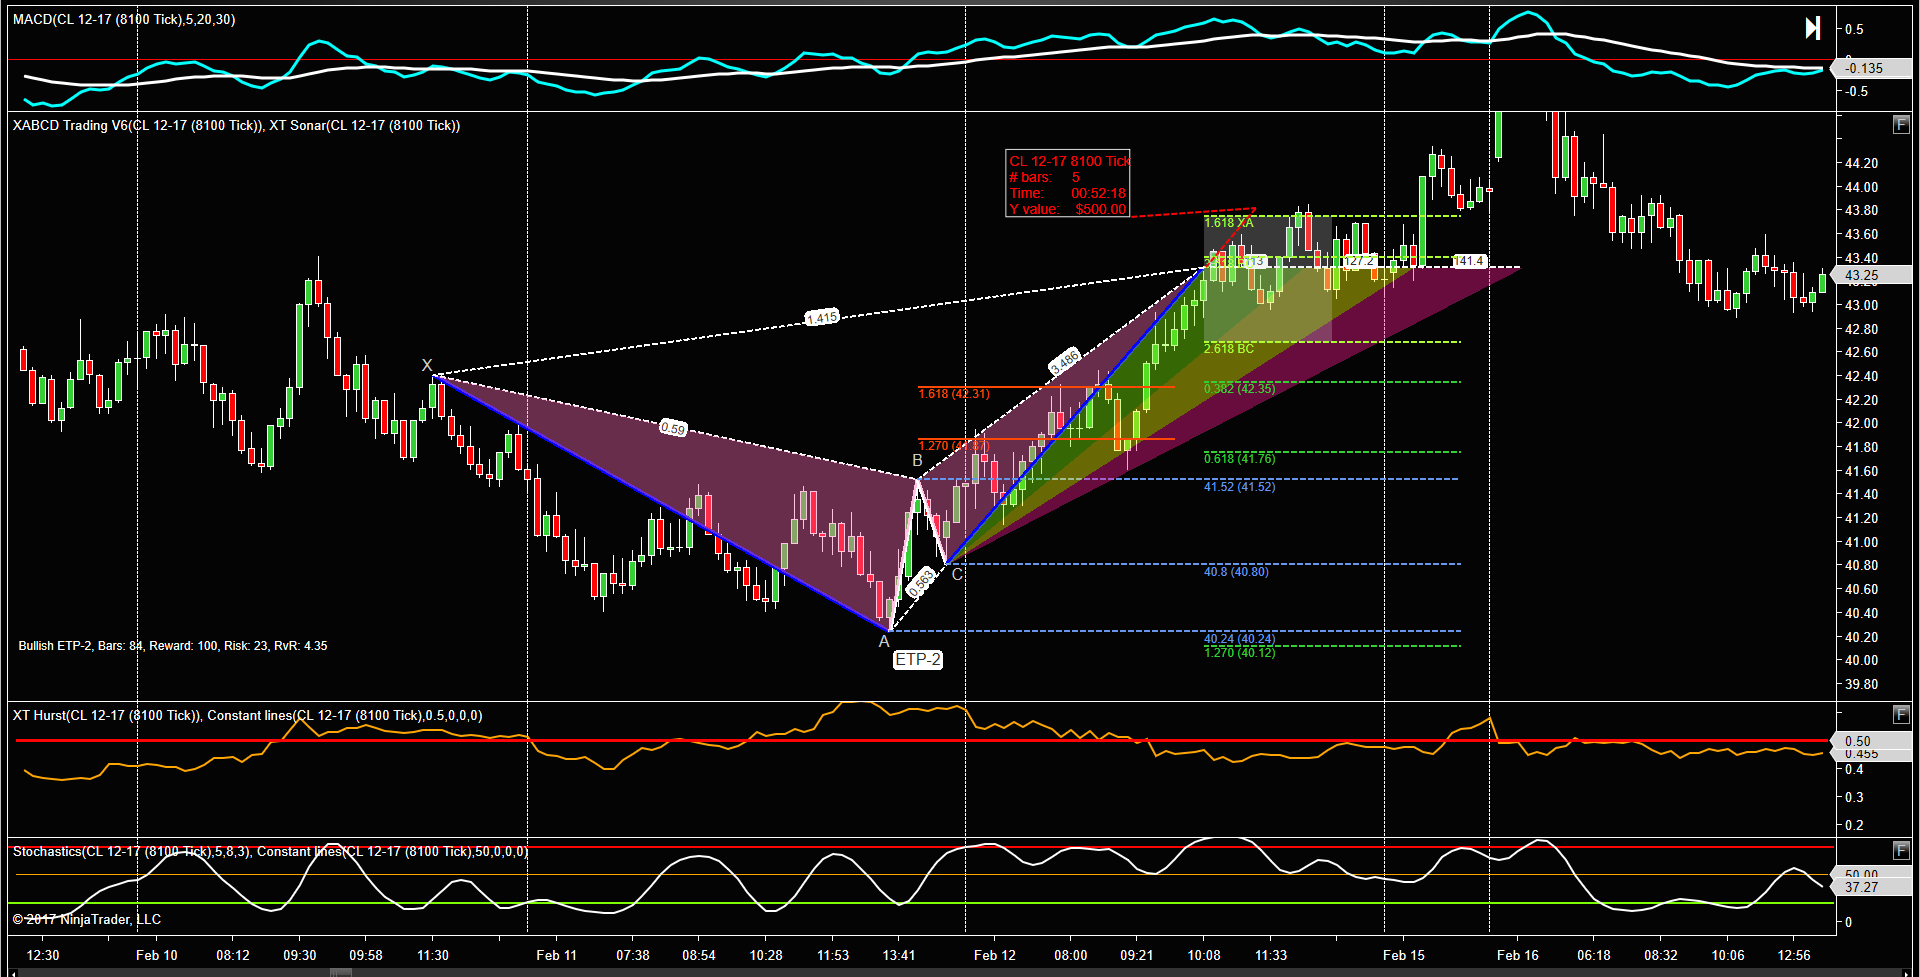 MACD(CL 12-17 (8100 Tick),5,20,30)
0.5
-0.135
-0.5
XABCD Trading V6(CL 12-17 (8100 Tick)), XT Sonar(CL 12-17 (8100 Tick))
F
CL 12-17 8100 Tick
# bars: 5
Time: 00:52:18
Y value: $500.00
44.20
44.00
43.80
43.60
43.40
43.25
43.00
42.80
42.60
42.40
42.20
42.00
41.80
41.60
41.40
41.20
41.00
40.80
40.60
40.40
40.20
40.00
39.80
1.618 XA
113
127.2
141.4
1.415
X
3.486
2.618 BC
0.382 (42.35)
1.618 (42.31)
0.59
1.270 (41.87)
B
0.618 (41.76)
41.52 (41.52)
0.563
C
40.8 (40.80)
A
40.24 (40.24)
1.270 (40.12)
ETP-2
Bullish ETP-2, Bars: 84, Reward: 100, Risk: 23, RvR: 4.35
XT Hurst(CL 12-17 (8100 Tick)), Constant lines(CL 12-17 (8100 Tick),0.5,0,0,0)
F
0.50
0.455
0.4
0.3
0.2
Stochastics(CL 12-17 (8100 Tick),5,8,3), Constant lines(CL 12-17 (8100 Tick),50,0,0,0)
F
50.00
37.27
0
© 2017 NinjaTrader, LLC
12:30 Feb 10 08:12 09:30 09:58 11:30 Feb 11 07:38 08:54 10:28 11:53 13:41 Feb 12 08:00 09:21 10:08 11:33 Feb 15 Feb 16 06:18 08:32 10:06 12:56